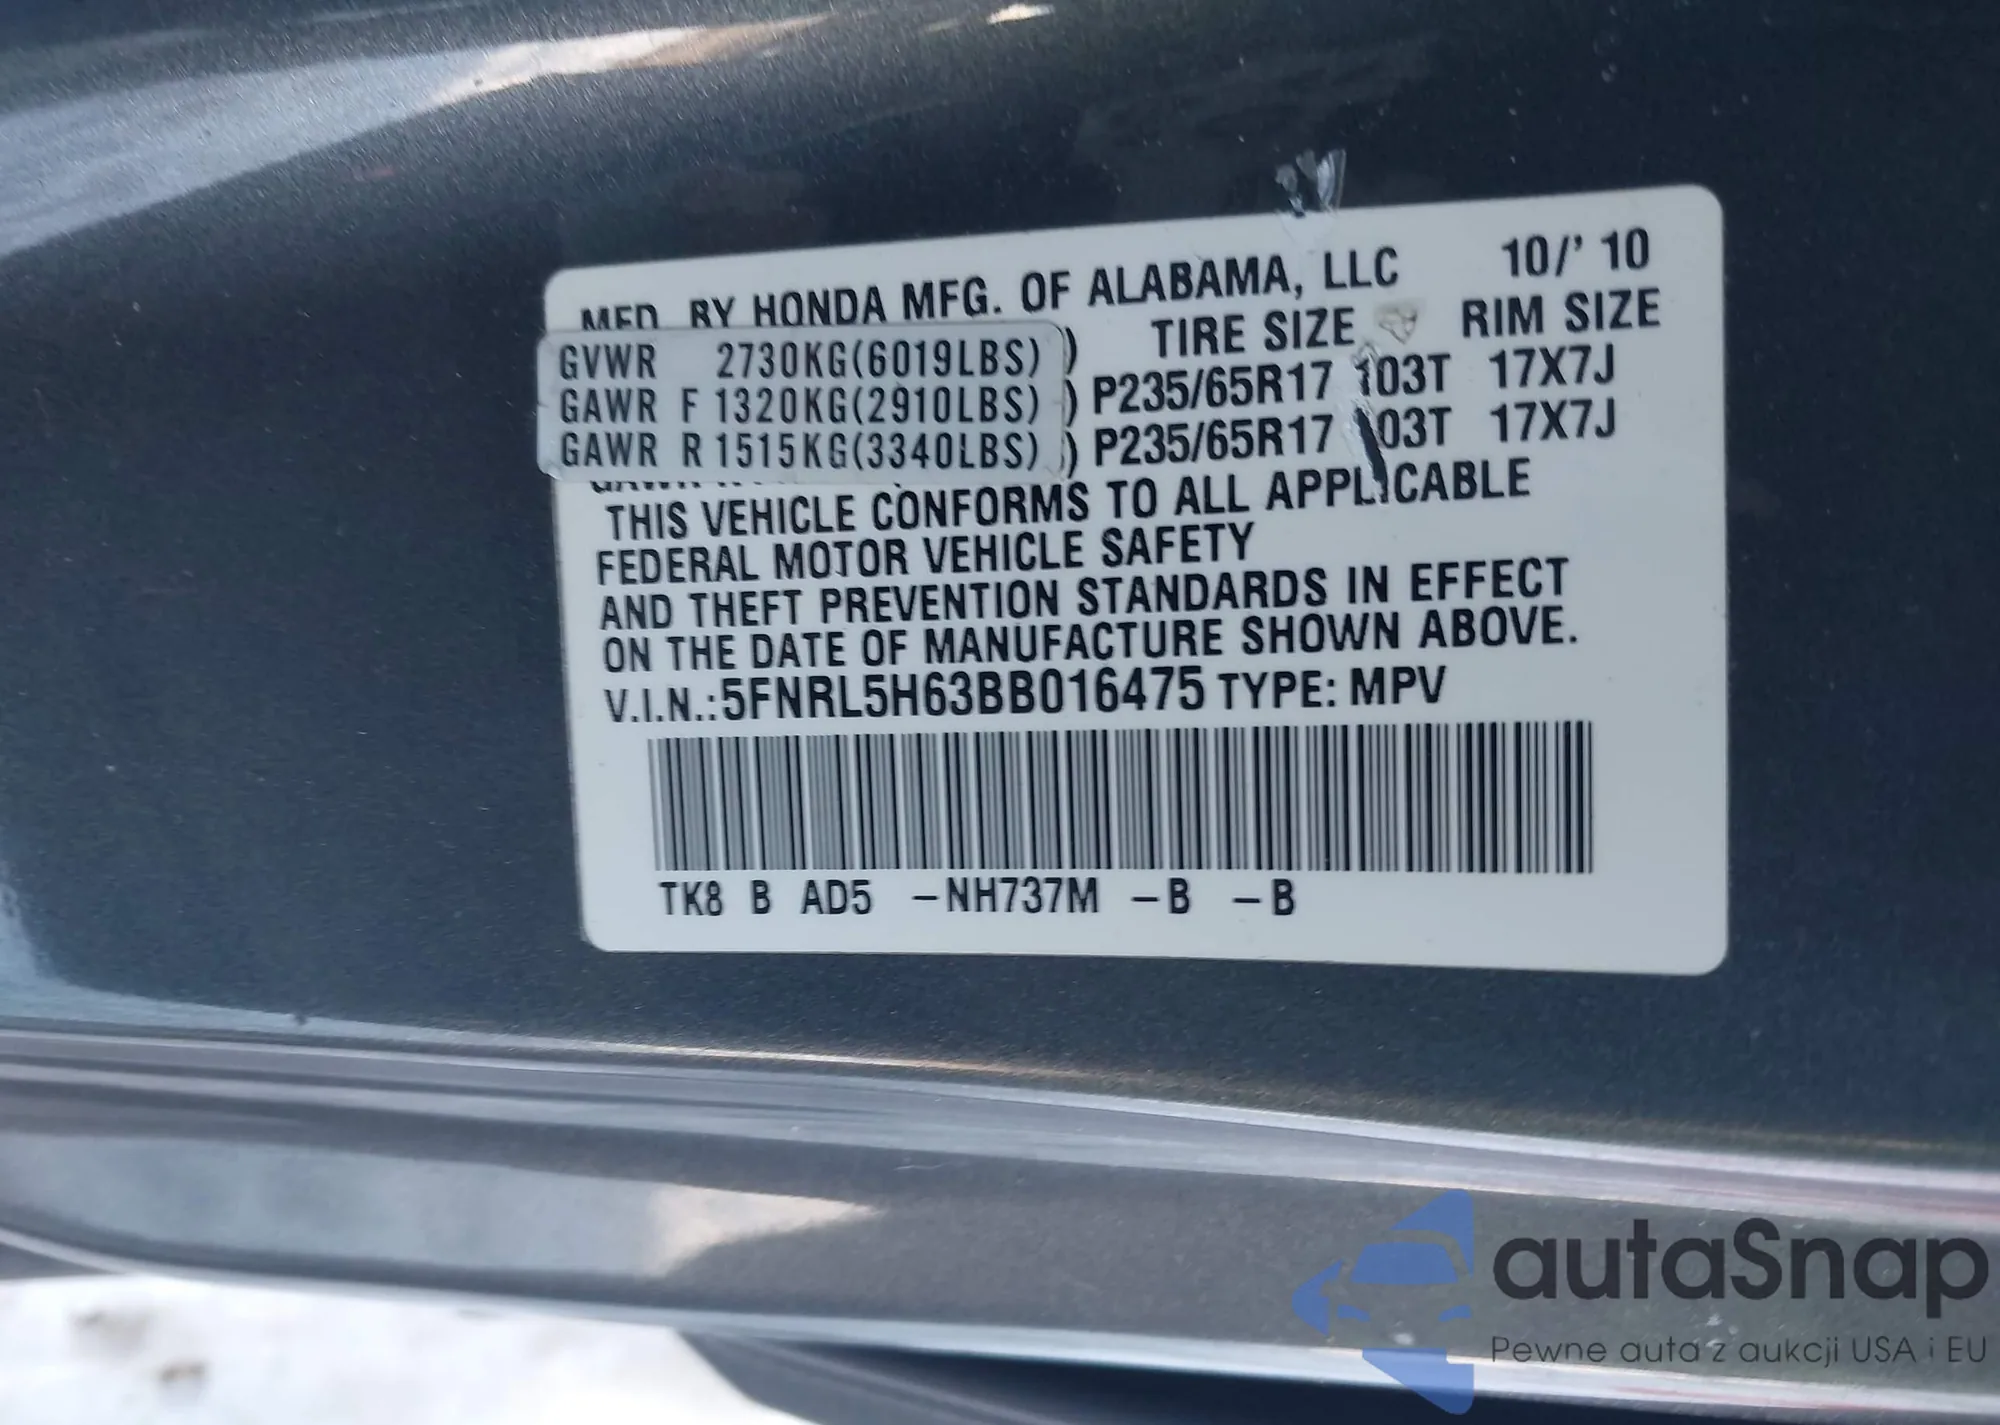 MFD. BY HONDA MFG. OF ALABAMA, LLC 10/' 10
TIRE SIZE RIM SIZE
GVWR 2730KG(6019LBS) )
GAWR F 1320KG(2910LBS) ) P235/65R17 103T 17X7J
GAWR R 1515KG(3340LBS) ) P235/65R17 103T 17X7J
THIS VEHICLE CONFORMS TO ALL APPLICABLE
FEDERAL MOTOR VEHICLE SAFETY
AND THEFT PREVENTION STANDARDS IN EFFECT
ON THE DATE OF MANUFACTURE SHOWN ABOVE.
V.I.N.:5FNRL5H63BB016475 TYPE: MPV
TK8 B AD5 –NH737M –B –B
autaSnap
Pewne auta z aukcji USA i EU